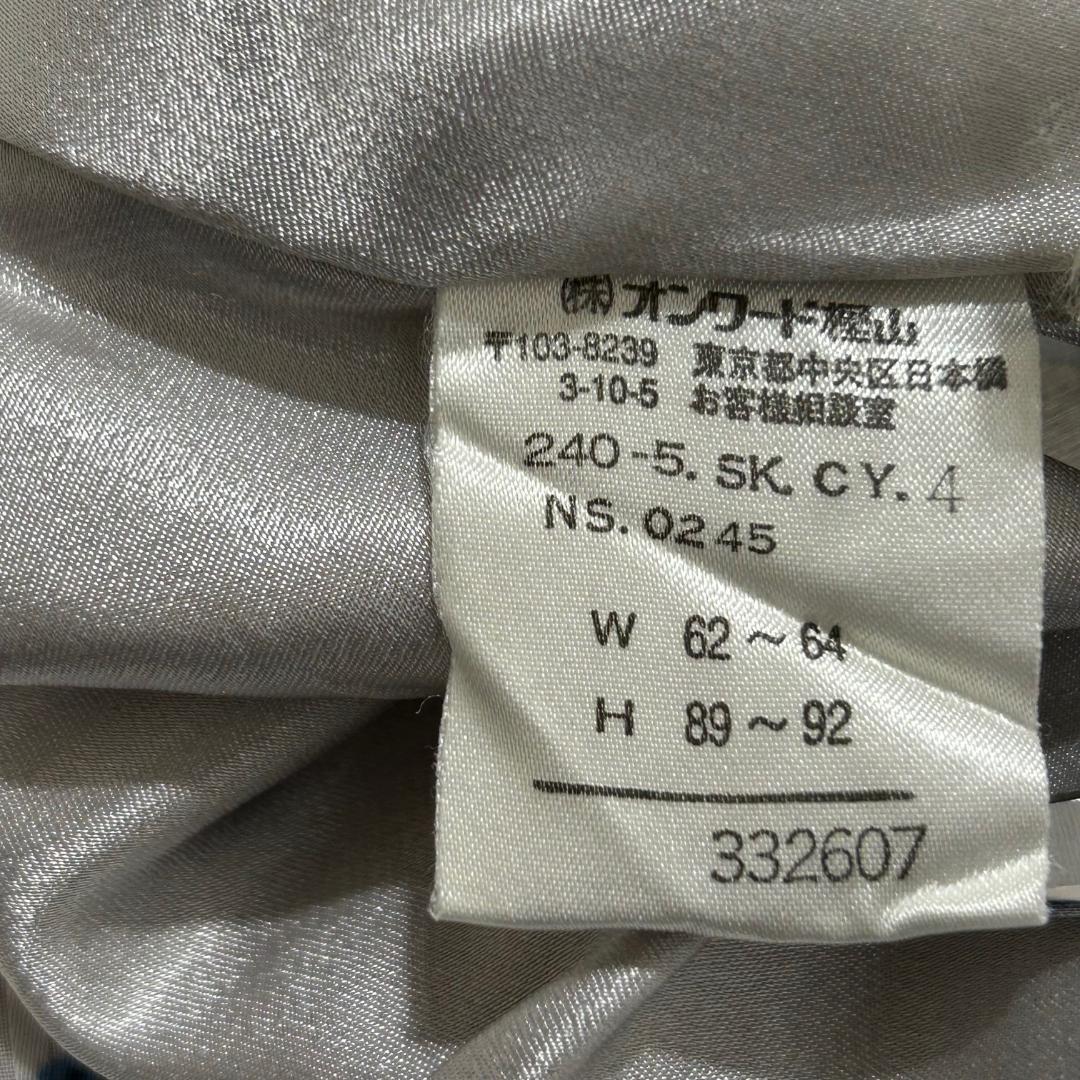 (株)オンワード樫山
〒103-8239 東京都中央区日本橋
3-10-5 お客様相談室
240-5. SK. CY. 4
NS. 0245
W 62~64
H 89~92
332607